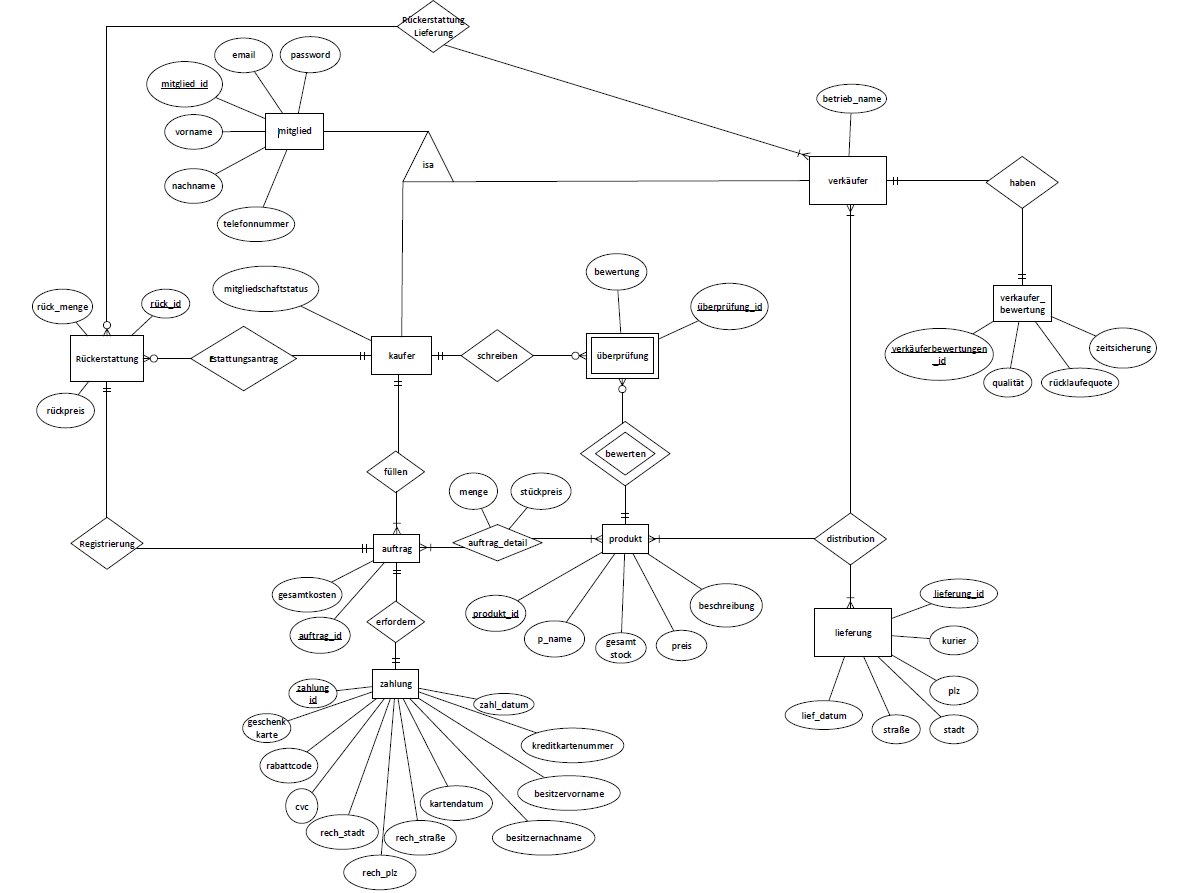 Rückerstattung
Lieferung
email
password
mitglied_id
betrieb_name
vorname
mitglied
isa
verkäufer
haben
nachname
telefonnummer
bewertung
mitgliedschaftstatus
rück_menge
rück_id
überprüfung_id
verkaufer_
bewertung
Rückerstattung
Estattungsantrag
kaufer
schreiben
überprüfung
verkäuferbewertungen
_id
zeitsicherung
qualität
rücklaufequote
rückpreis
bewerten
füllen
menge
stückpreis
Registrierung
auftrag
auftrag_detail
produkt
distribution
gesamtkosten
lieferung_id
beschreibung
produkt_id
erfordern
auftrag_id
p_name
gesamt
stock
preis
lieferung
kurier
zahlung
zahlung
id
plz
zahl_datum
geschenk
karte
lief_datum
straße
stadt
kreditkartenummer
rabattcode
besitzervorname
cvc
kartendatum
rech_stadt
rech_straße
besitzernachname
rech_plz